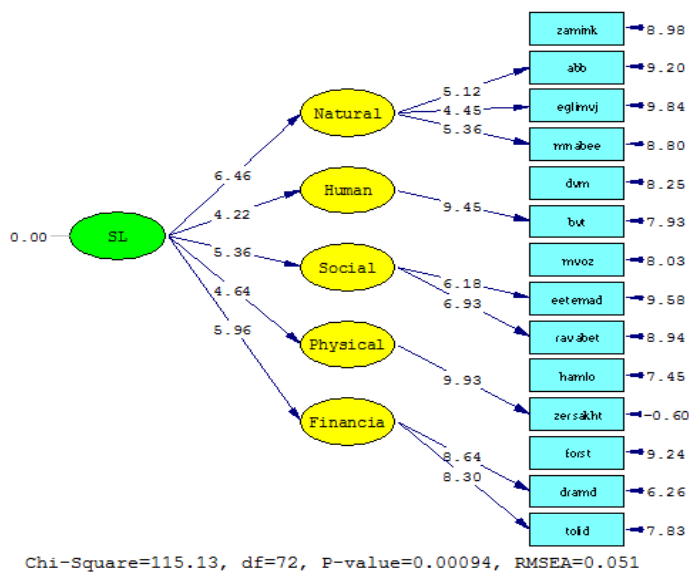 zamink 8.98
abb 9.20
5.12
Natural 4.45 eglimvj 9.84
5.36
mnabee 8.80
6.46
Human dvm 8.25
4.22 9.45 bvt 7.93
0.00 SL
5.36 mvoz 8.03
Social 6.18 eetemad 9.58
4.64 6.93
5.96 ravabet 8.94
Physical
hamlo 7.45
9.93
zersakht -0.60
Financia
forst 9.24
8.64
8.30 dramd 6.26
tolid 7.83
Chi-Square=115.13, df=72, P-value=0.00094, RMSEA=0.051